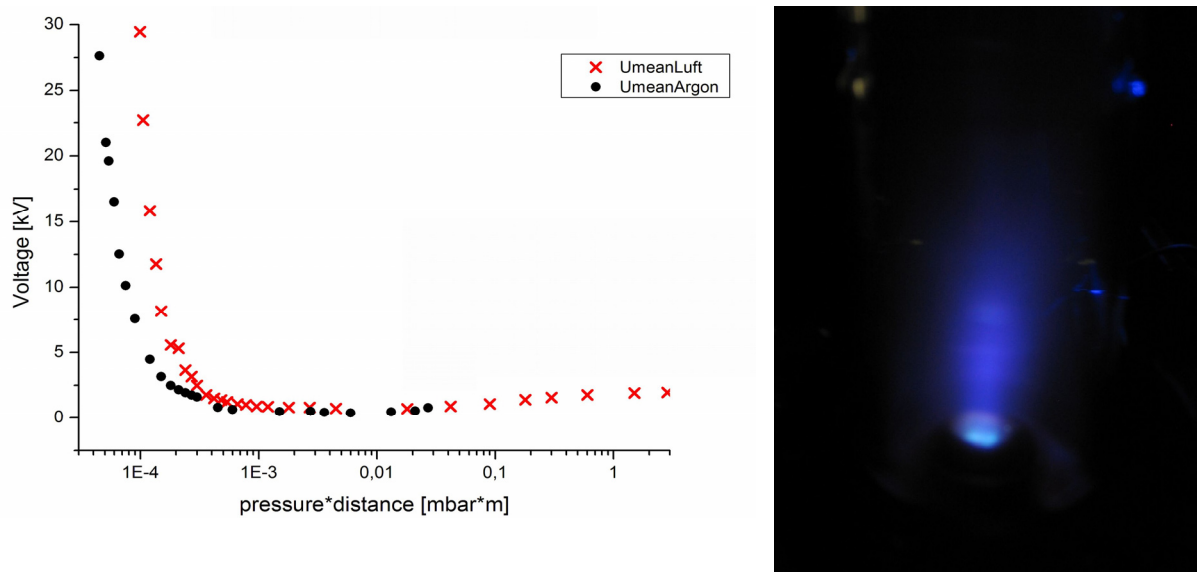 30
25
20
15
10
5
0
Voltage [kV]
UmeanLuft
UmeanArgon
1E-4 1E-3 0,01 0,1 1
pressure*distance [mbar*m]